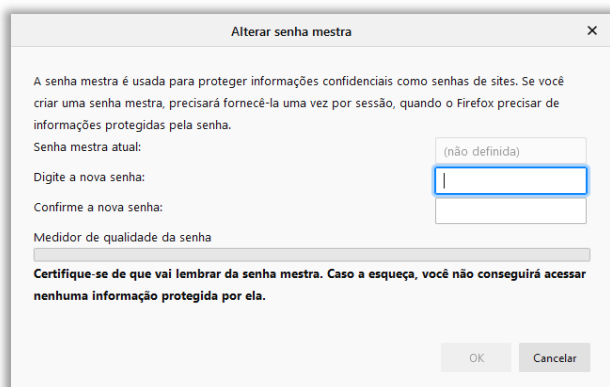 Alterar senha mestra
A senha mestra é usada para proteger informações confidenciais como senhas de sites. Se você
criar uma senha mestra, precisará fornecê-la uma vez por sessão, quando o Firefox precisar de
informações protegidas pela senha.
Senha mestra atual: (não definida)
Digite a nova senha:
Confirme a nova senha:
Medidor de qualidade da senha
Certifique-se de que vai lembrar da senha mestra. Caso a esqueça, você não conseguirá acessar
nenhuma informação protegida por ela.
OK Cancelar